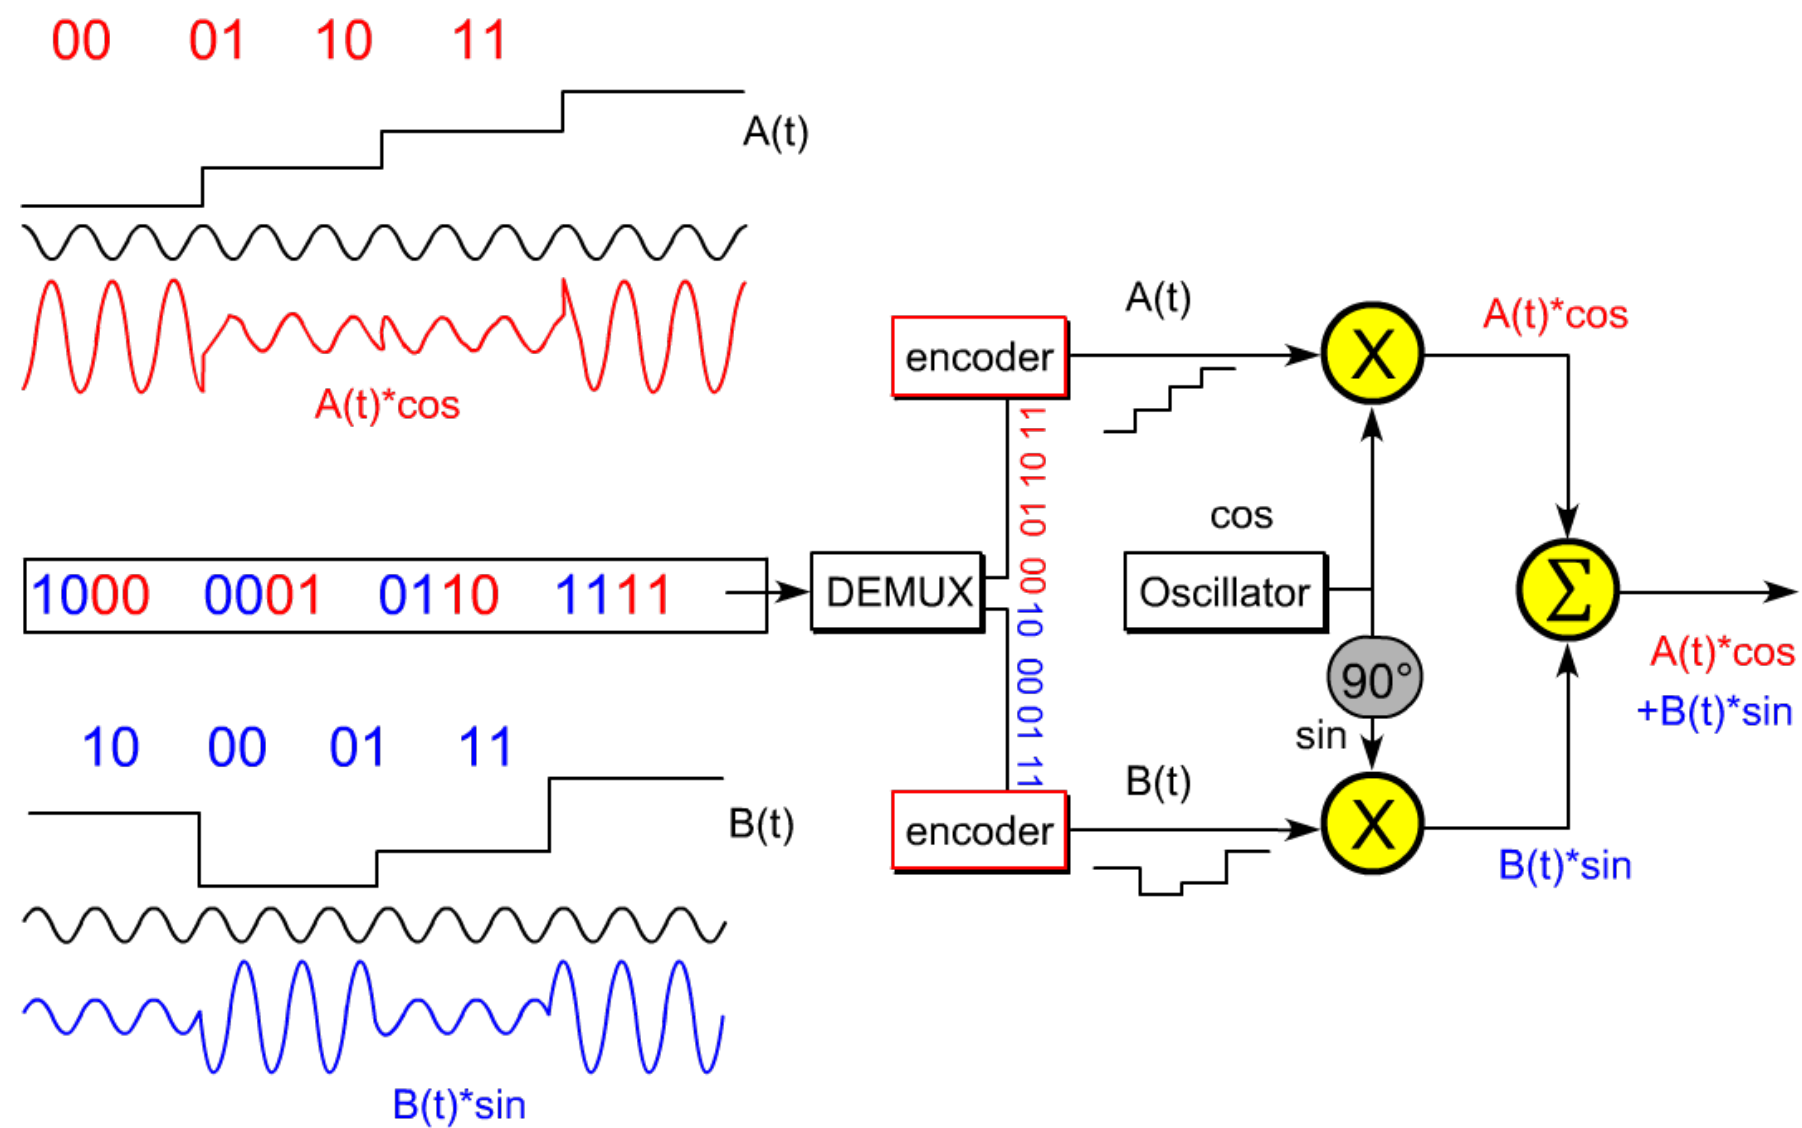 00 01 10 11
A(t)
A(t)*cos
1000 0001 0110 1111
10 00 01 11
B(t)
B(t)*sin
DEMUX
encoder
00 01 10 11
10 00 01 11
encoder
A(t)
X
A(t)*cos
cos
Oscillator
90°
sin
B(t)
X
B(t)*sin
Σ
A(t)*cos
+B(t)*sin